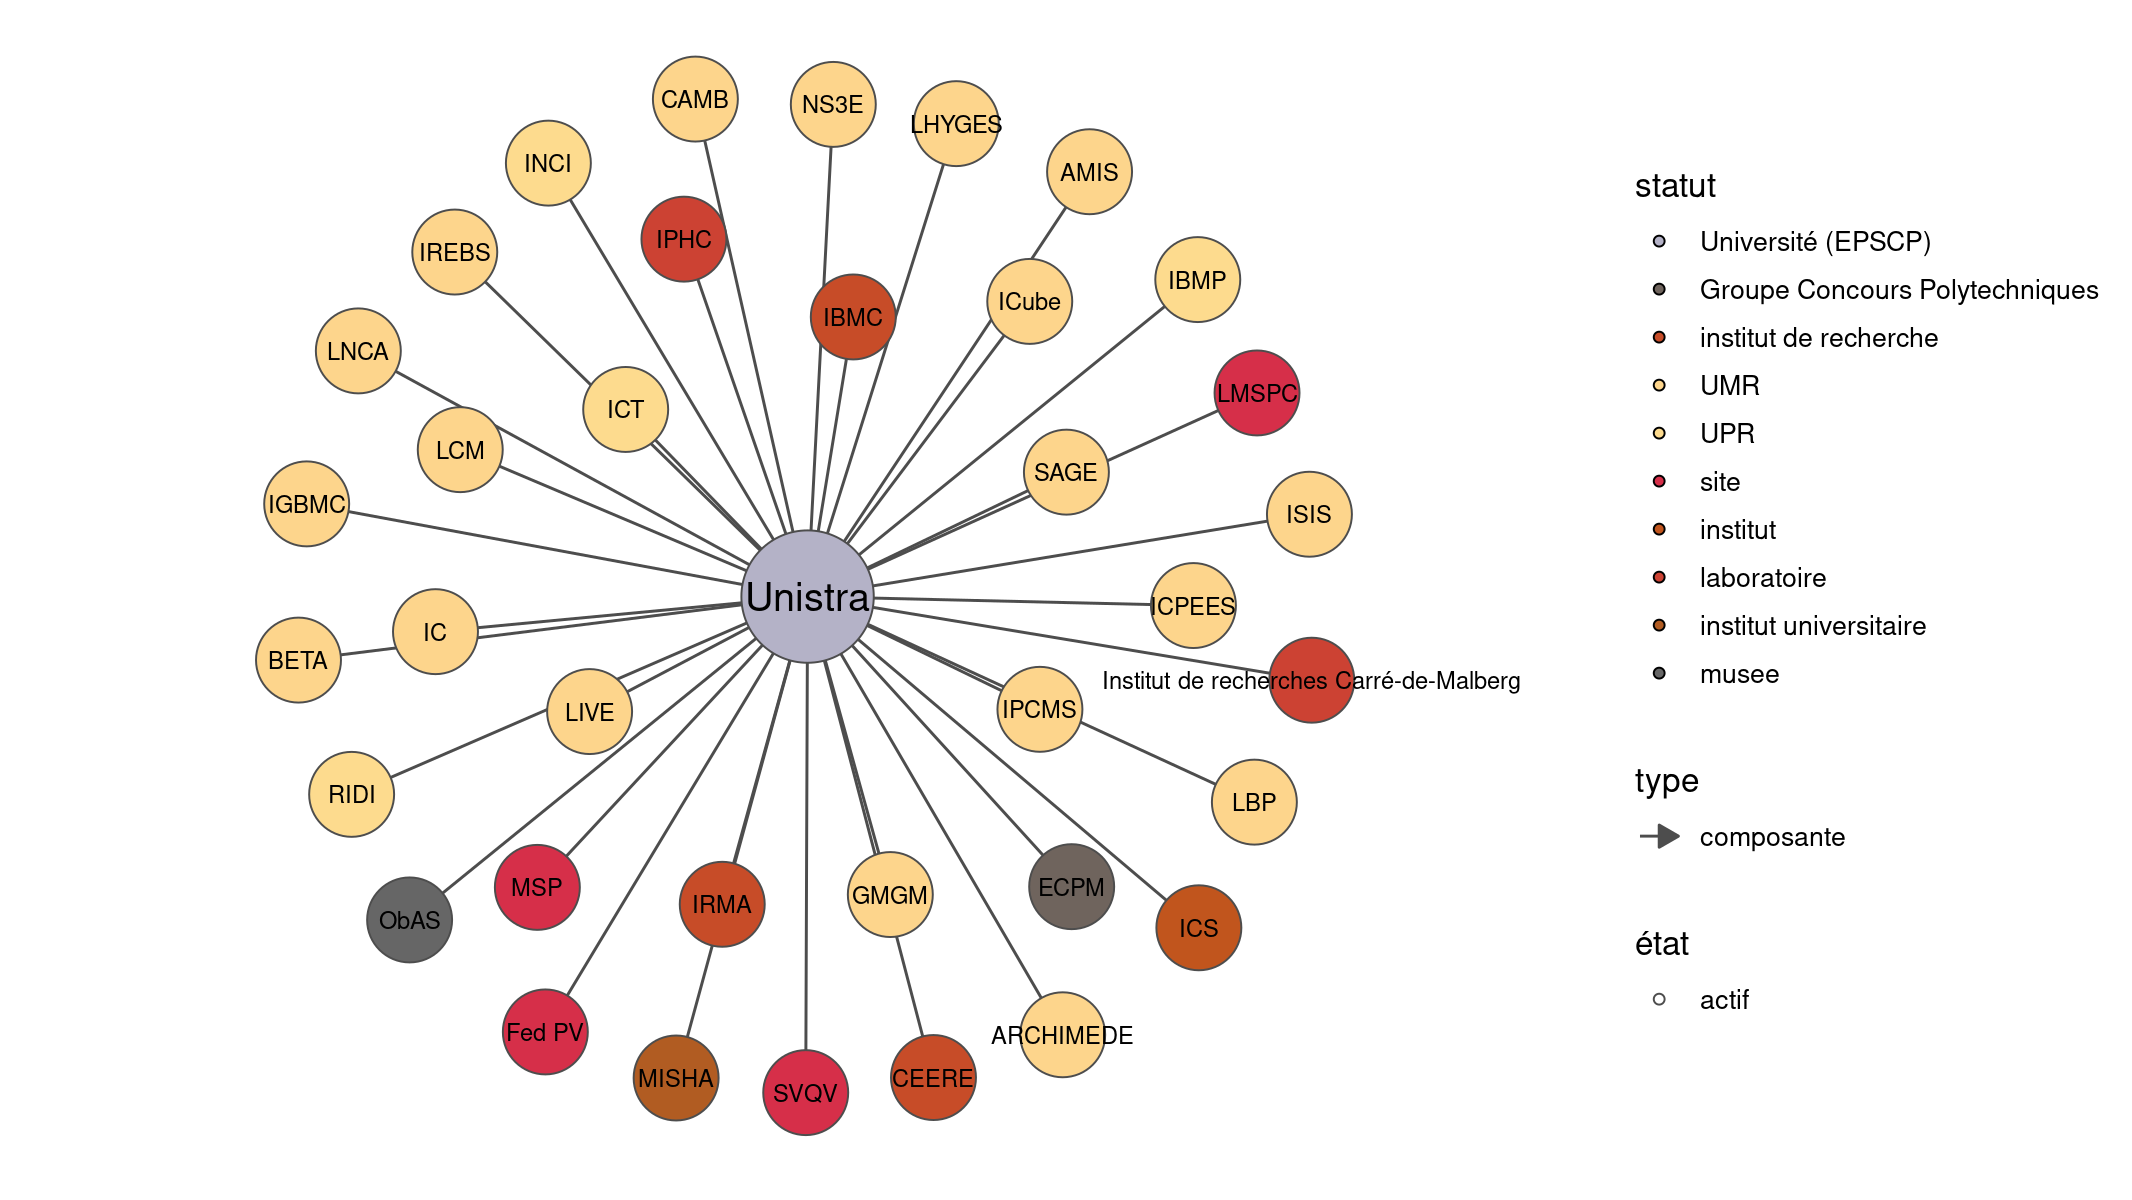 CAMB
NS3E
LHYGES
INCI
AMIS
IPHC
IREBS
IBMP
ICube
IBMC
LNCA
LMSPC
ICT
LCM
SAGE
IGBMC
ISIS
Unistra
ICPEES
IC
BETA
Institut de recherches Carré-de-Malberg
LIVE
IPCMS
RIDI
LBP
MSP
ECPM
GMGM
IRMA
ObAS
ICS
Fed PV
ARCHIMEDE
MISHA
CEERE
SVQV
statut
Université (EPSCP)
Groupe Concours Polytechniques
institut de recherche
UMR
UPR
site
institut
laboratoire
institut universitaire
musee
type
composante
état
actif